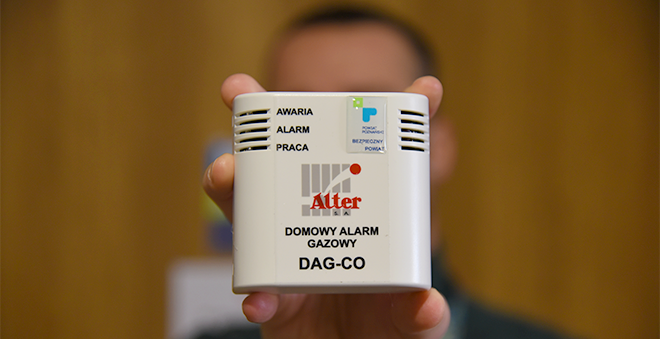 AWARIA
ALARM
PRACA
POWIAT
POZNAŃSKI
BEZPIECZNY
POWIAT
Alter
S.A.
DOMOWY ALARM
GAZOWY
DAG-CO